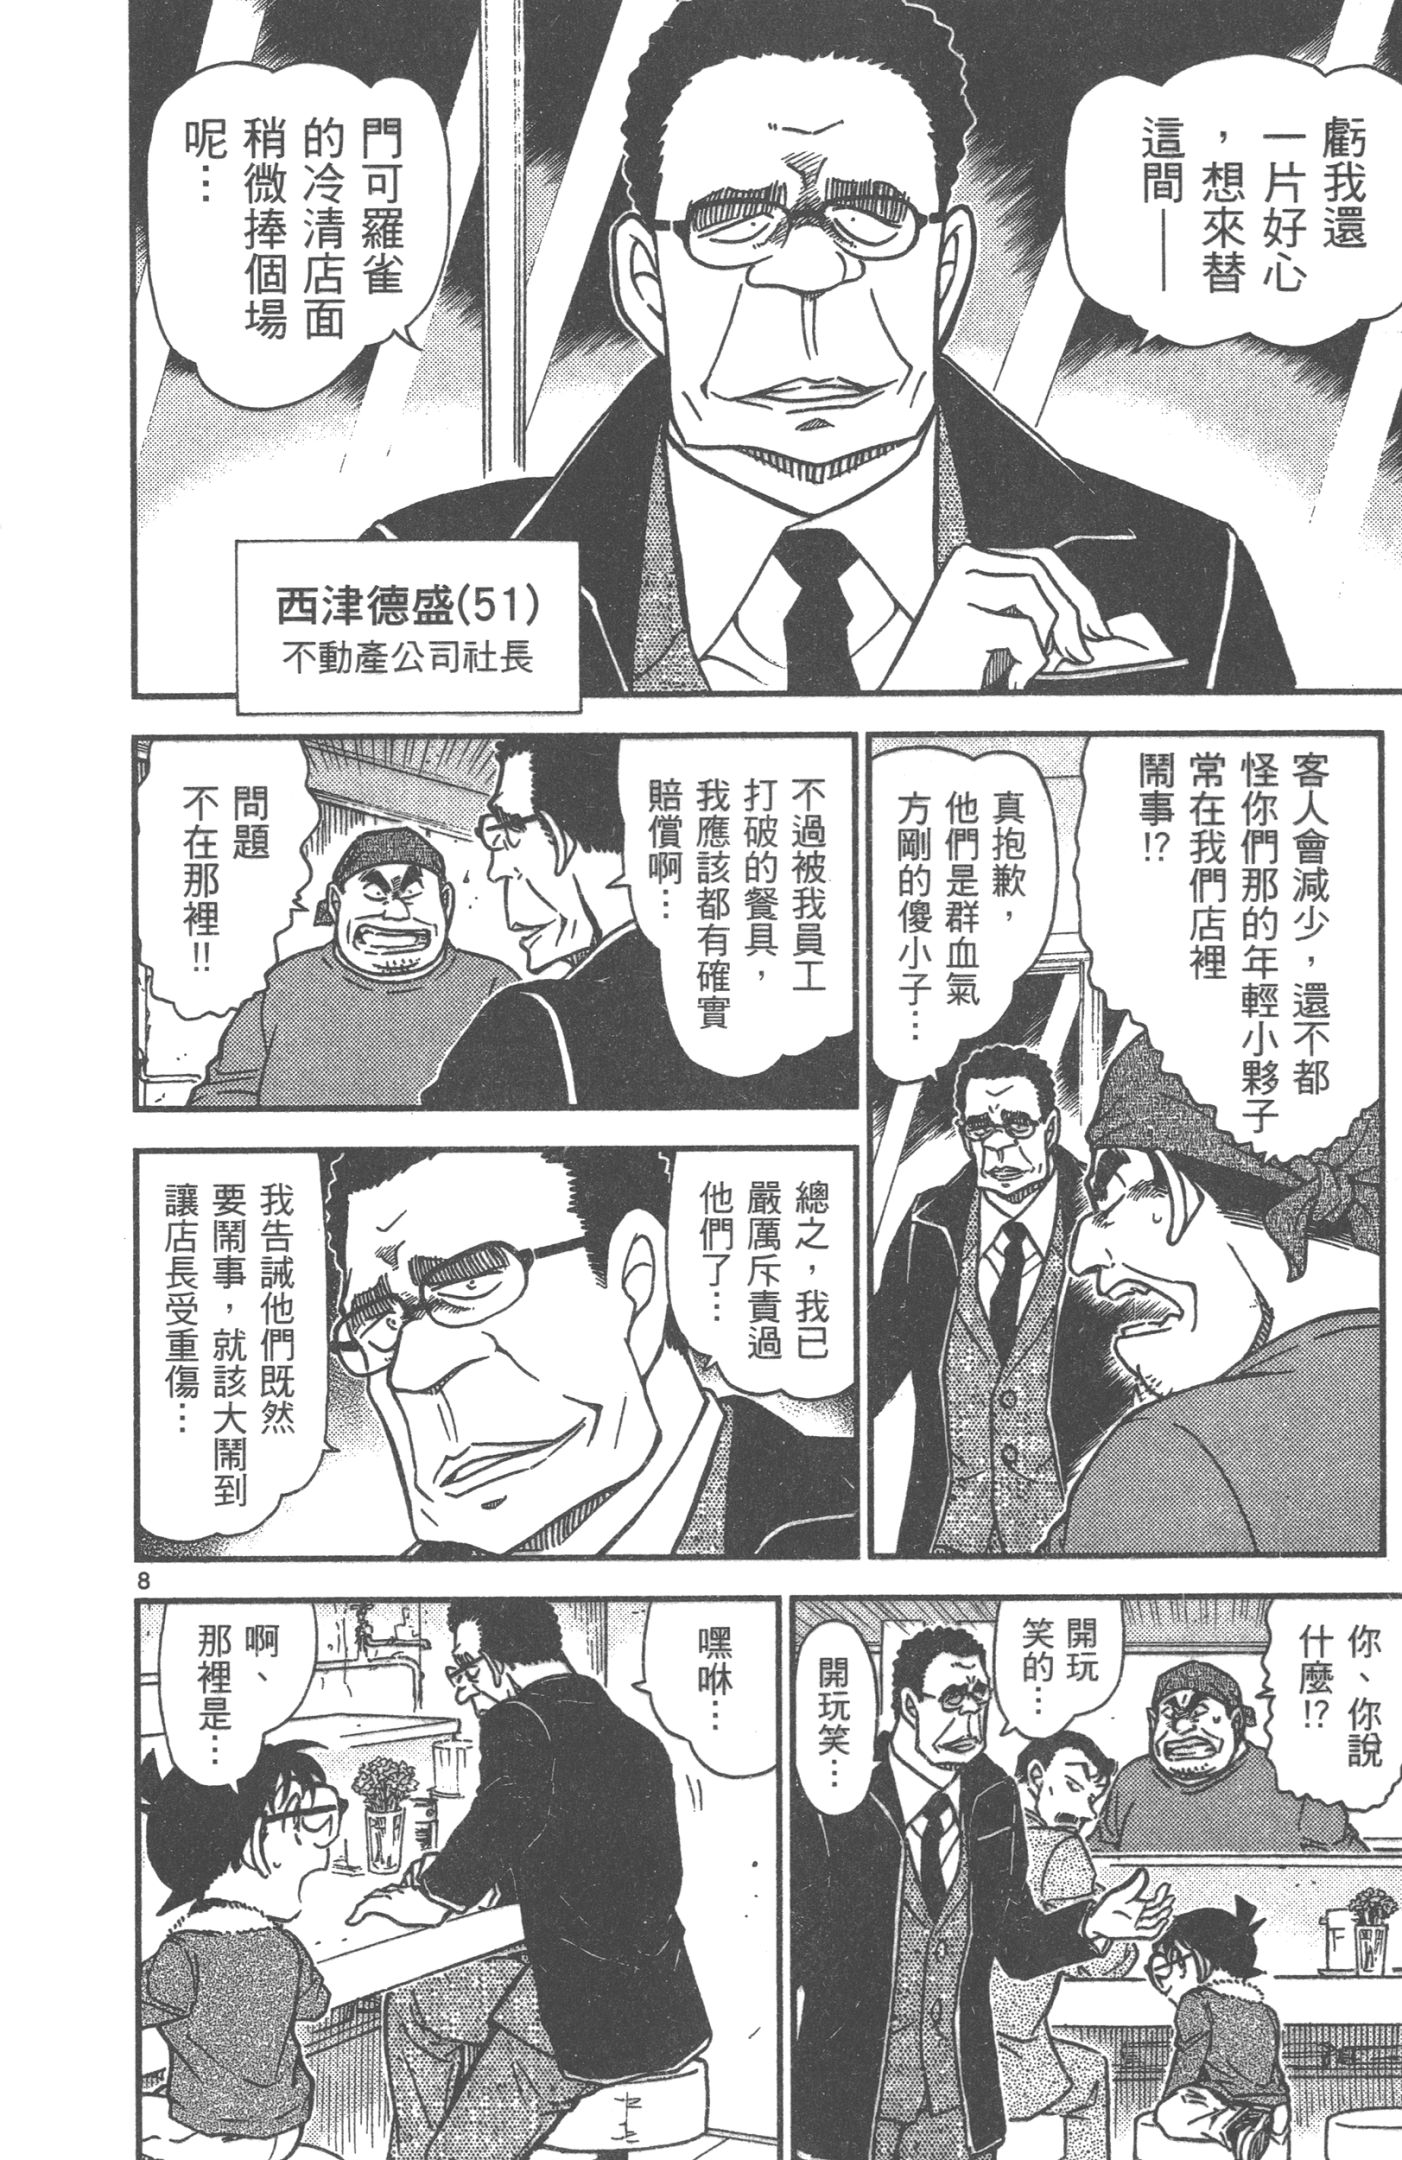 虧我還
一片好心
，想來替
這間——
門可羅雀
的冷清店面
稍微捧個場
呢…
西津德盛(51)
不動產公司社長
客人會減少，還不都
怪你們那的年輕小夥子
常在我們店裡
鬧事!?
真抱歉，
他們是群血氣
方剛的傻小子…
不過被我員工
打破的餐具，
我應該都有確實
賠償啊…
問題
不在那裡!!
總之，我已
嚴厲斥責過
他們了…
我告誡他們既然
要鬧事，就該大鬧到
讓店長受重傷…
8
你、你說
什麼!?
開玩
笑的…
開玩笑…
嘿咻…
啊、
那裡是…